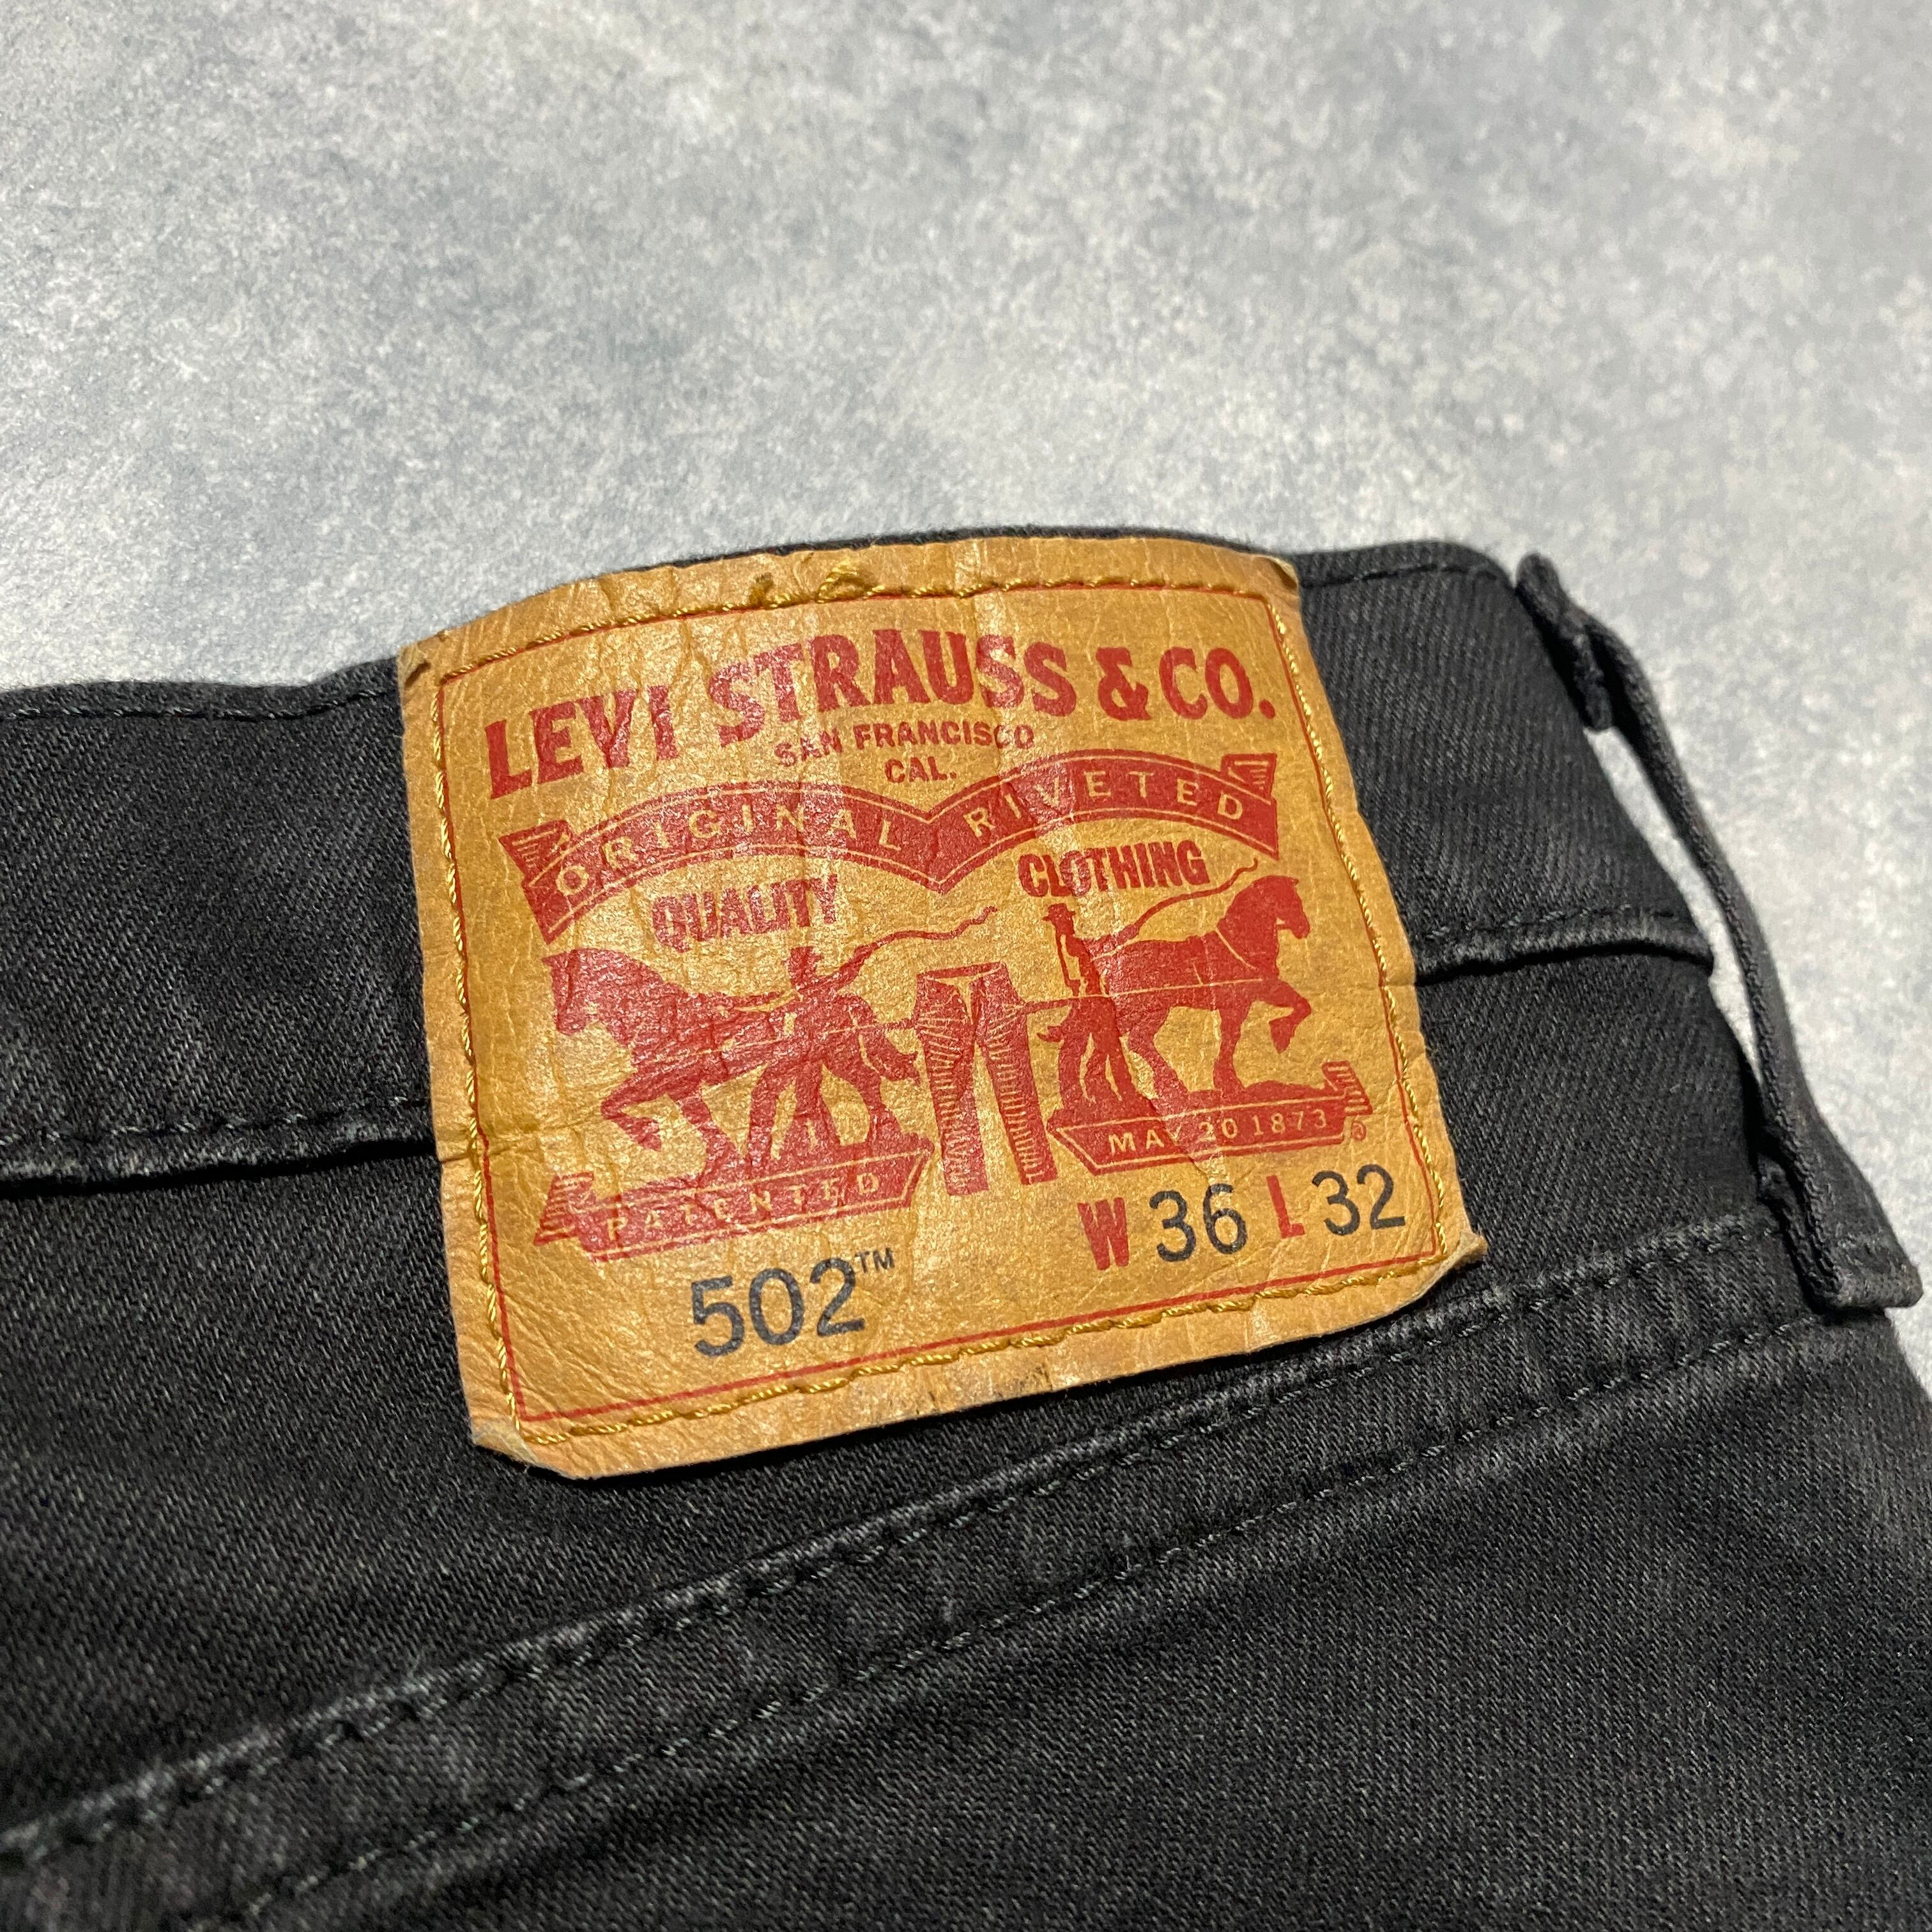 LEVI STRAUSS & CO.
SAN FRANCISCO
CAL.
ORIGINAL RIVETED
QUALITY CLOTHING
PATENTED MAY 20 1873 ®
502™ W 36 L 32